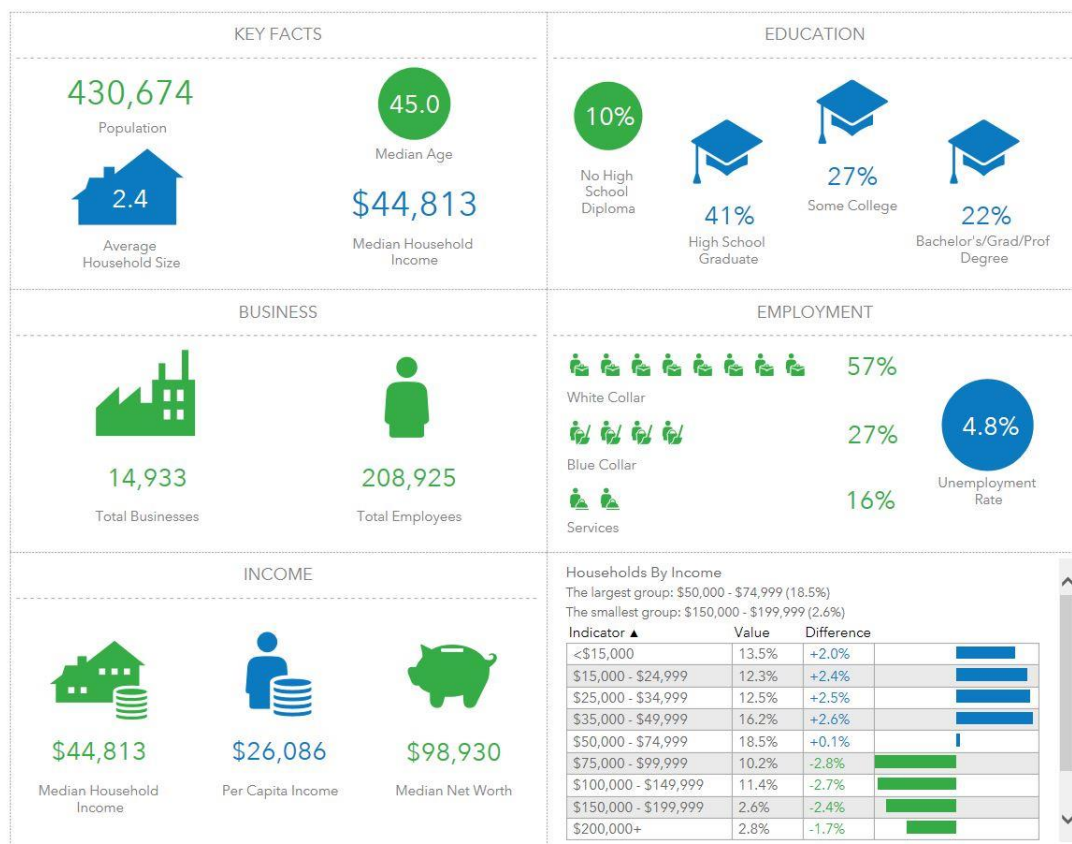 KEY FACTS
430,674
Population
45.0
Median Age
2.4
Average
Household Size
$44,813
Median Household
Income
EDUCATION
10%
No High
School
Diploma
41%
High School
Graduate
27%
Some College
22%
Bachelor's/Grad/Prof
Degree
BUSINESS
14,933
Total Businesses
208,925
Total Employees
EMPLOYMENT
57%
White Collar
27%
Blue Collar
16%
Services
4.8%
Unemployment
Rate
INCOME
$44,813
Median Household
Income
$26,086
Per Capita Income
$98,930
Median Net Worth
Households By Income
The largest group: $50,000 - $74,999 (18.5%)
The smallest group: $150,000 - $199,999 (2.6%)
Indicator ▲ Value Difference
<$15,000 13.5% +2.0%
$15,000 - $24,999 12.3% +2.4%
$25,000 - $34,999 12.5% +2.5%
$35,000 - $49,999 16.2% +2.6%
$50,000 - $74,999 18.5% +0.1%
$75,000 - $99,999 10.2% -2.8%
$100,000 - $149,999 11.4% -2.7%
$150,000 - $199,999 2.6% -2.4%
$200,000+ 2.8% -1.7%